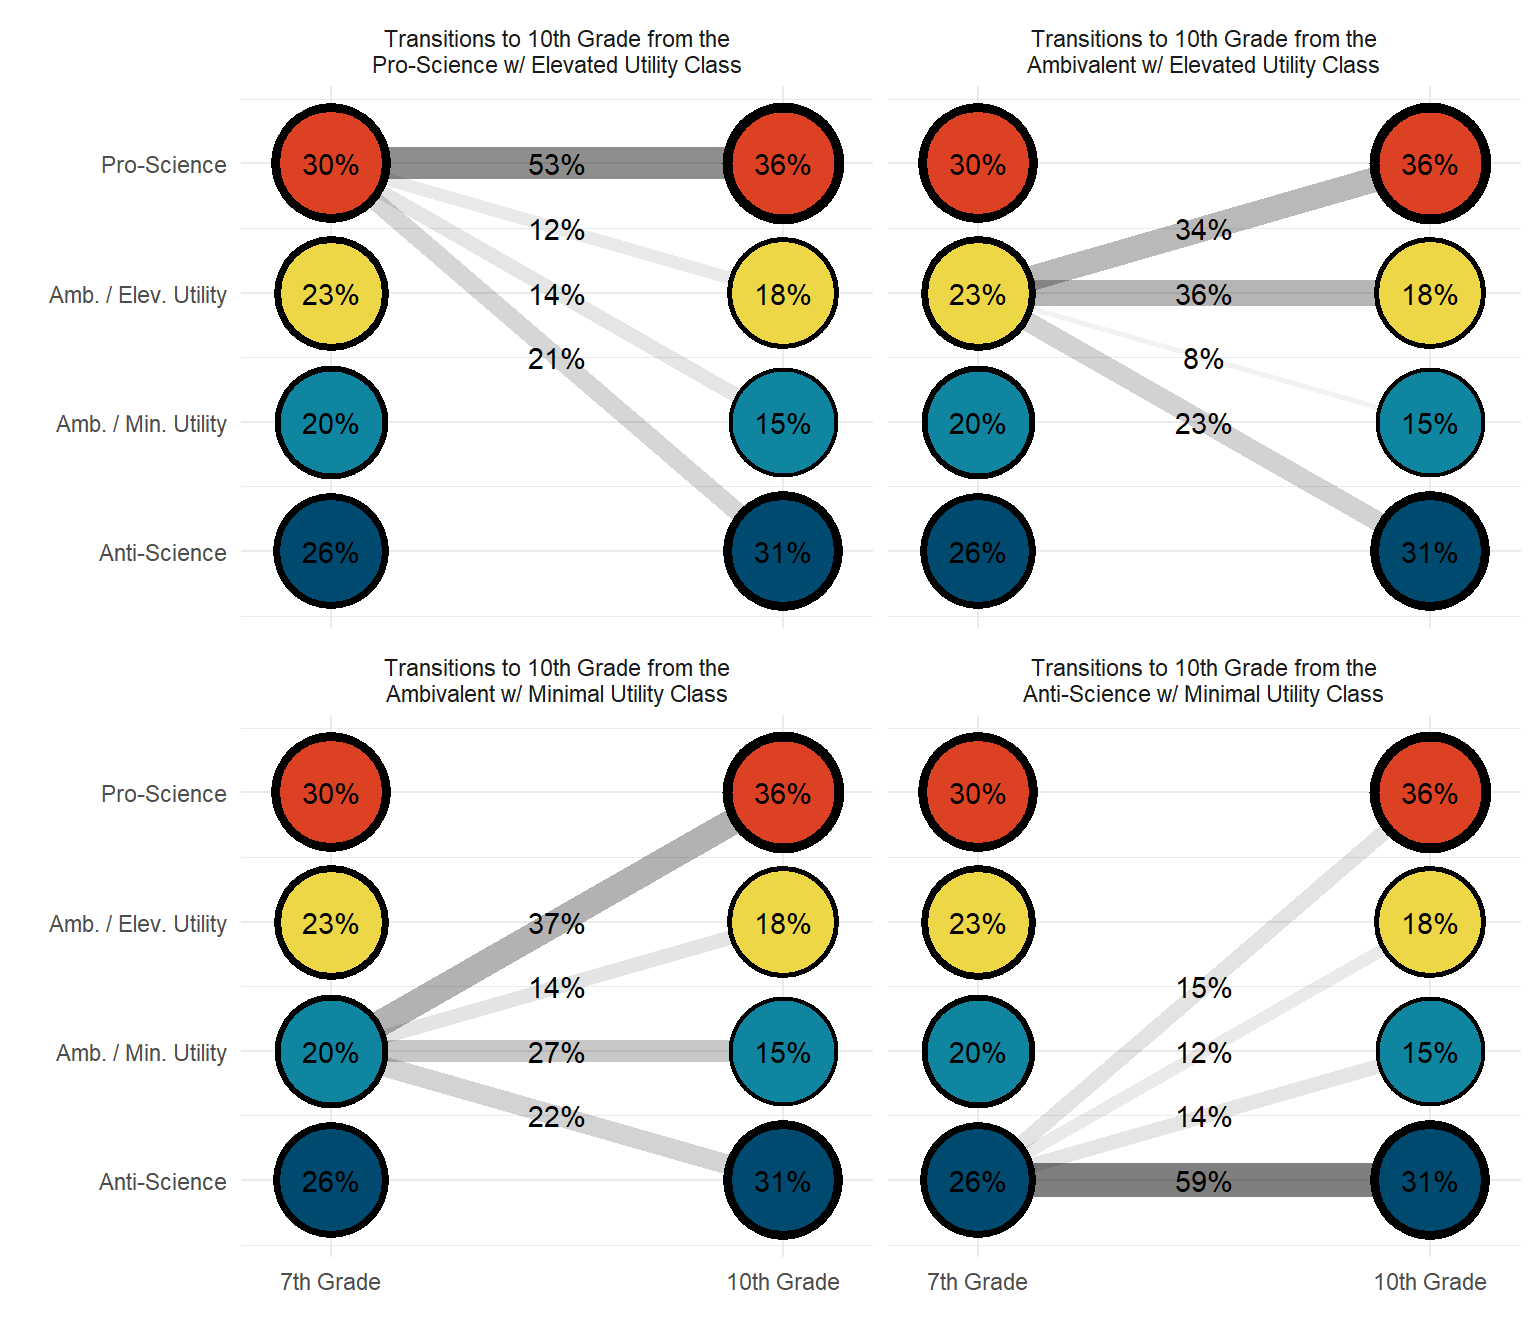 Transitions to 10th Grade from the
Pro-Science w/ Elevated Utility Class
Transitions to 10th Grade from the
Ambivalent w/ Elevated Utility Class
Pro-Science
30%
53%
36%
30%
36%
12%
34%
Amb. / Elev. Utility
23%
14%
18%
23%
36%
18%
21%
8%
Amb. / Min. Utility
20%
15%
20%
23%
15%
Anti-Science
26%
31%
26%
31%
Transitions to 10th Grade from the
Ambivalent w/ Minimal Utility Class
Transitions to 10th Grade from the
Anti-Science w/ Minimal Utility Class
Pro-Science
30%
36%
30%
36%
Amb. / Elev. Utility
23%
37%
18%
23%
18%
14%
15%
Amb. / Min. Utility
20%
27%
15%
20%
12%
15%
22%
14%
Anti-Science
26%
31%
26%
59%
31%
7th Grade
10th Grade
7th Grade
10th Grade